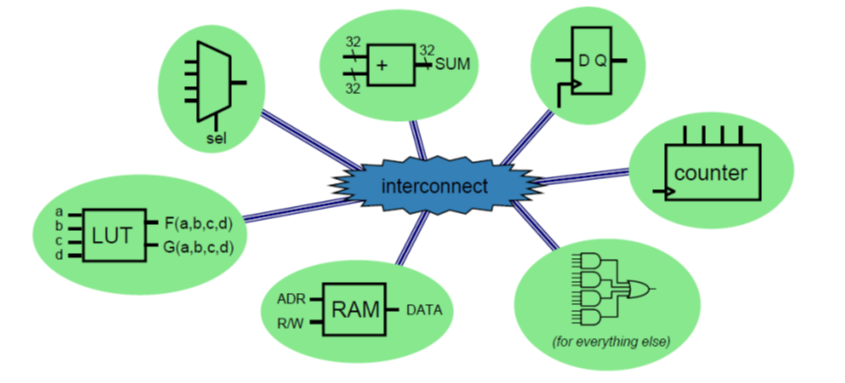 sel
32
32
+
32
SUM
D Q
counter
interconnect
a
b
c
d
LUT
F(a,b,c,d)
G(a,b,c,d)
ADR
R/W
RAM
DATA
(for everything else)